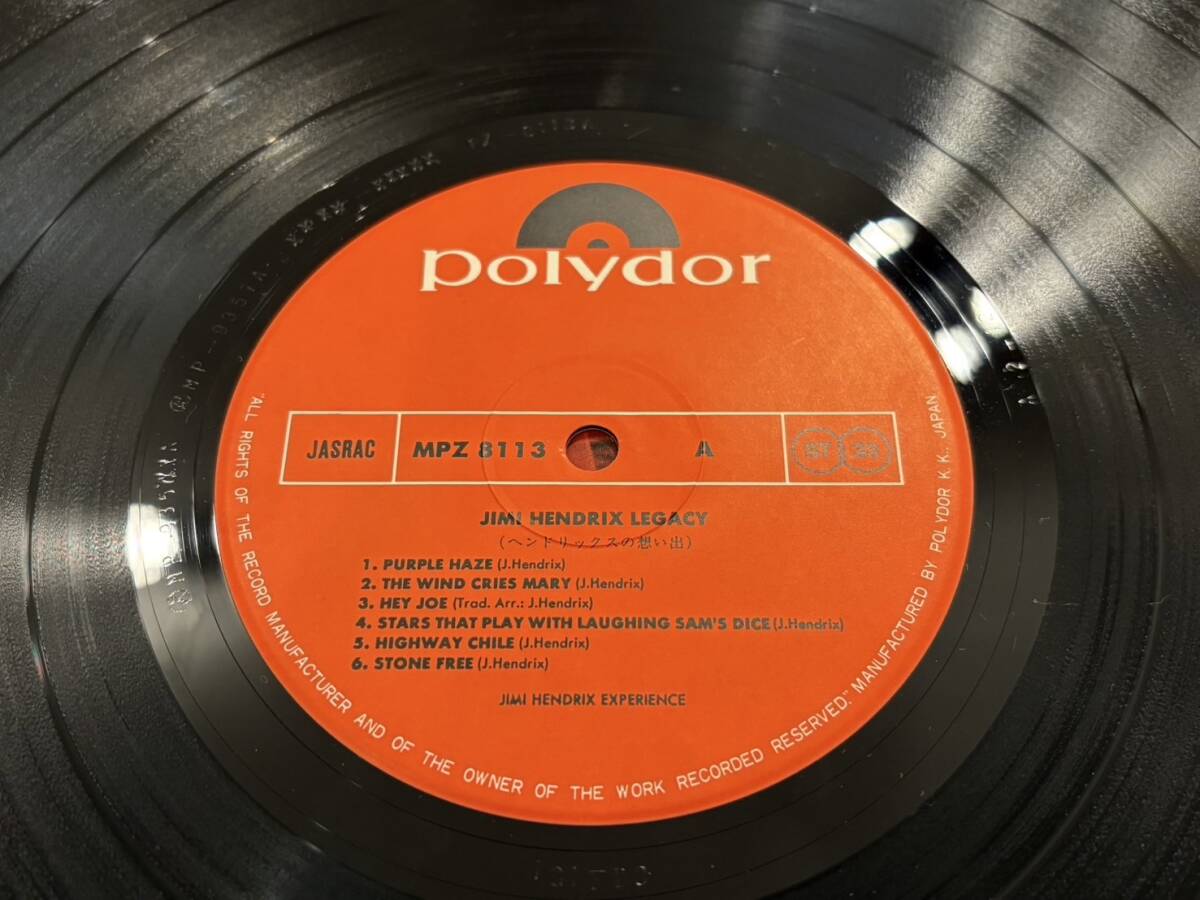 Polydor
JASRAC MPZ 8113 A ST 33
JIMI HENDRIX LEGACY
(ヘンドリックスの想い出)
1. PURPLE HAZE (J.Hendrix)
2. THE WIND CRIES MARY (J.Hendrix)
3. HEY JOE (Trad. Arr.: J.Hendrix)
4. STARS THAT PLAY WITH LAUGHING SAM'S DICE (J.Hendrix)
5. HIGHWAY CHILE (J.Hendrix)
6. STONE FREE (J.Hendrix)
JIMI HENDRIX EXPERIENCE
"ALL RIGHTS OF THE RECORD MANUFACTURER AND OF THE OWNER OF THE WORK RECORDED RESERVED." MANUFACTURED BY POLYDOR K.K., JAPAN